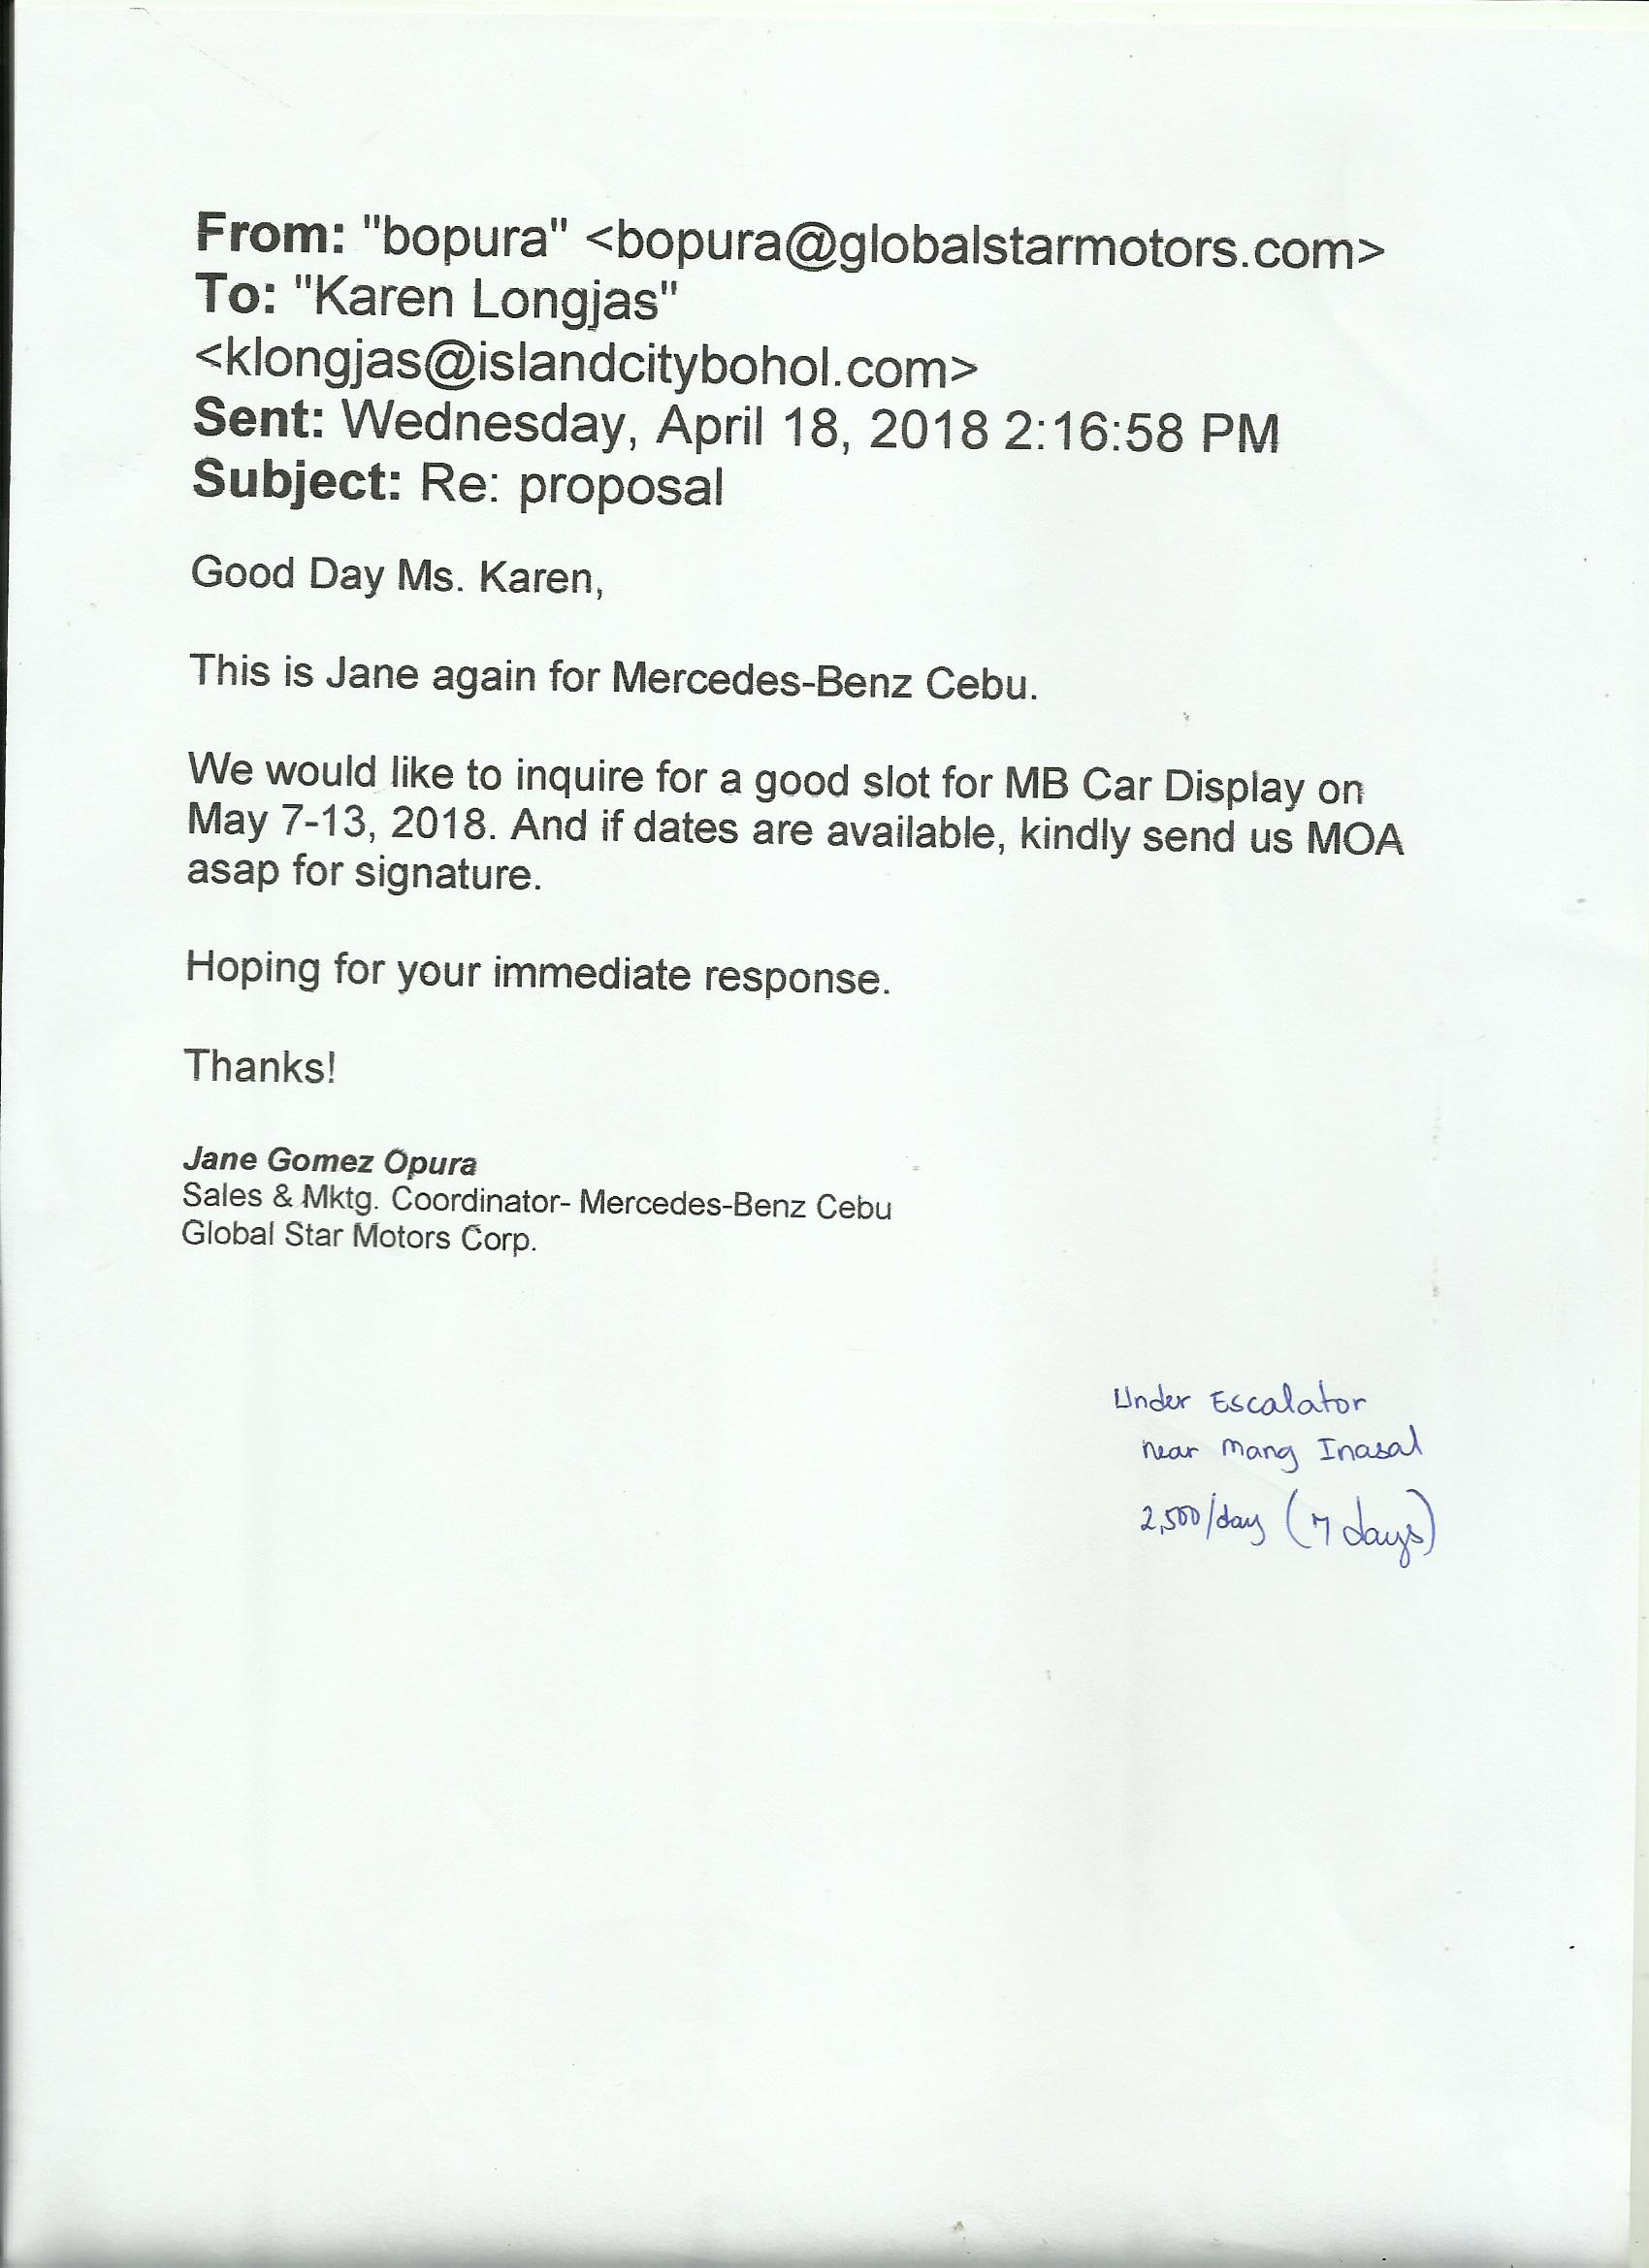 From: "bopura" <bopura@globalstarmotors.com>
To: "Karen Longjas"
<klongjas@islandcitybohol.com>
Sent: Wednesday, April 18, 2018 2:16:58 PM
Subject: Re: proposal
Good Day Ms. Karen,
This is Jane again for Mercedes-Benz Cebu.
We would like to inquire for a good slot for MB Car Display on
May 7-13, 2018. And if dates are available, kindly send us MOA
asap for signature.
Hoping for your immediate response.
Thanks!
Jane Gomez Opura
Sales & Mktg. Coordinator- Mercedes-Benz Cebu
Global Star Motors Corp.
Under Escalator
near Mang Inasal
2,500/day (7 days)